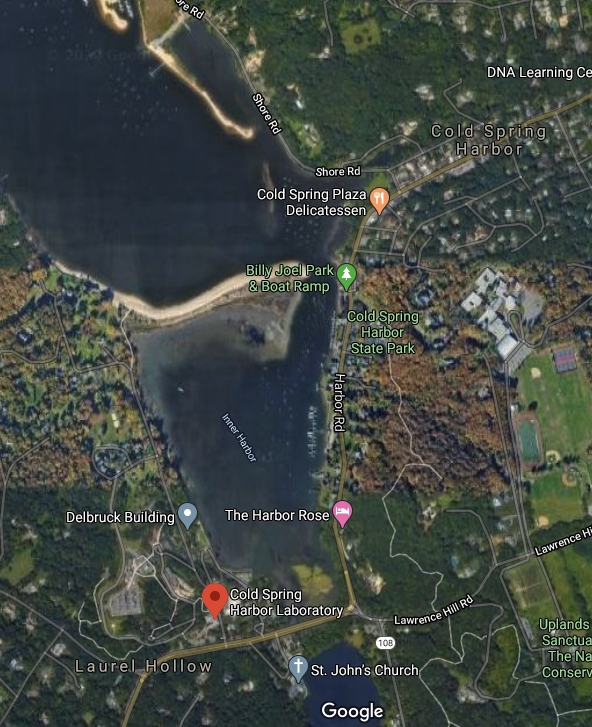 ore Rd
DNA Learning Ce
Shore Rd
Cold Spring
Harbor
Shore Rd
Cold Spring Plaza
Delicatessen
Billy Joel Park
& Boat Ramp
Cold Spring
Harbor
State Park
Harbor Rd
Inner Harbor
Delbruck Building
The Harbor Rose
Lawrence Hi
Cold Spring
Harbor Laboratory
Lawrence Hill Rd
108
Uplands
Sanctua
The Na
Conserv
Laurel Hollow
St. John's Church
Google